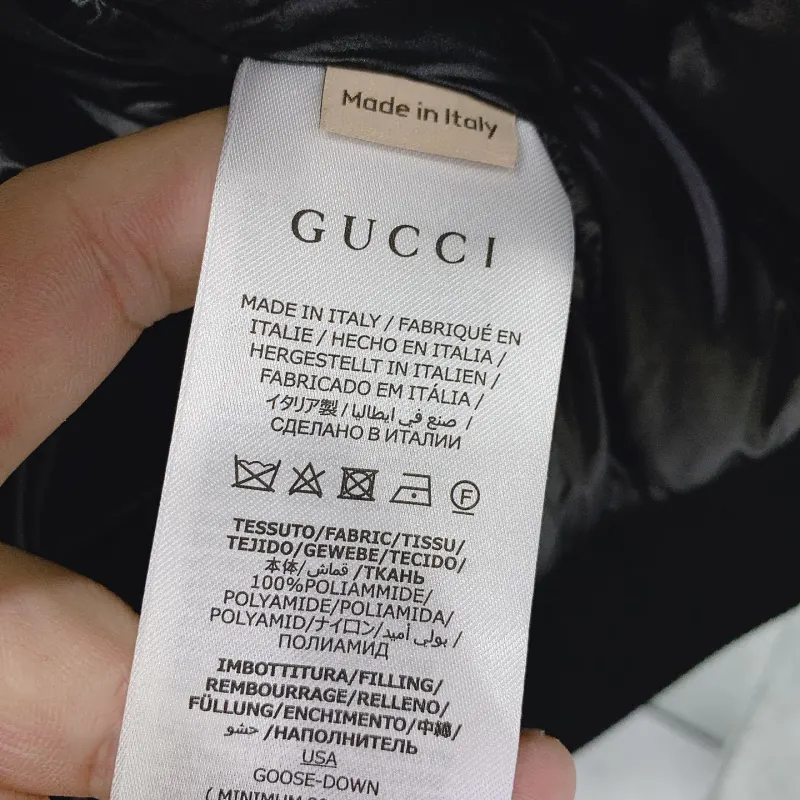 Made in Italy
GUCCI
MADE IN ITALY / FABRIQUÉ EN
ITALIE / HECHO EN ITALIA /
HERGESTELLT IN ITALIEN /
FABRICADO EM ITÁLIA /
イタリア製 / صنع في ايطاليا /
СДЕЛАНО В ИТАЛИИ
F
TESSUTO/FABRIC/TISSU/
TEJIDO/GEWEBE/TECIDO/
本体/قماش/ТКАНЬ
100%POLIAMMIDE/
POLYAMIDE/POLIAMIDA/
POLYAMID/ナイロン/بولي أميد/
ПОЛИАМИД
IMBOTTITURA/FILLING/
REMBOURRAGE/RELLENO/
FÜLLUNG/ENCHIMENTO/中綿/
حشو/НАПОЛНИТЕЛЬ
USA
GOOSE-DOWN
( MINIMUM